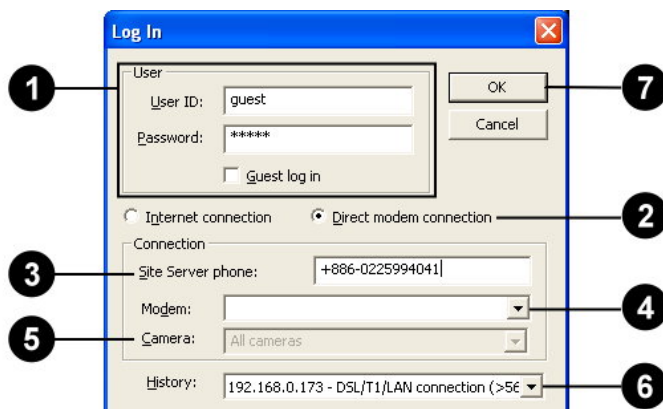 Log In
User
1
User ID: guest
OK
7
Password: *****
Cancel
Guest log in
Internet connection Direct modem connection
2
Connection
3
Site Server phone: +886-0225994041
Modem:
4
5
Camera: All cameras
History: 192.168.0.173 - DSL/T1/LAN connection (>56
6